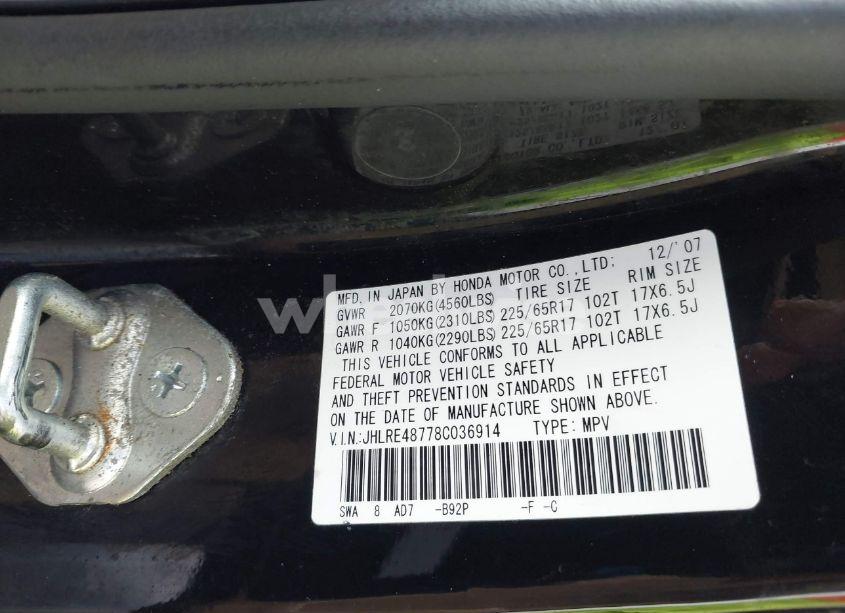 MFD. IN JAPAN BY HONDA MOTOR CO.,LTD: 12/'07
GVWR 2070KG(4560LBS) TIRE SIZE RIM SIZE
GAWR F 1050KG(2310LBS) 225/65R17 102T 17X6.5J
GAWR R 1040KG(2290LBS) 225/65R17 102T 17X6.5J
THIS VEHICLE CONFORMS TO ALL APPLICABLE
FEDERAL MOTOR VEHICLE SAFETY
AND THEFT PREVENTION STANDARDS IN EFFECT
ON THE DATE OF MANUFACTURE SHOWN ABOVE.
V.I.N.:JHLRE48778C036914 TYPE: MPV
SWA 8 AD7 -B92P -F -C